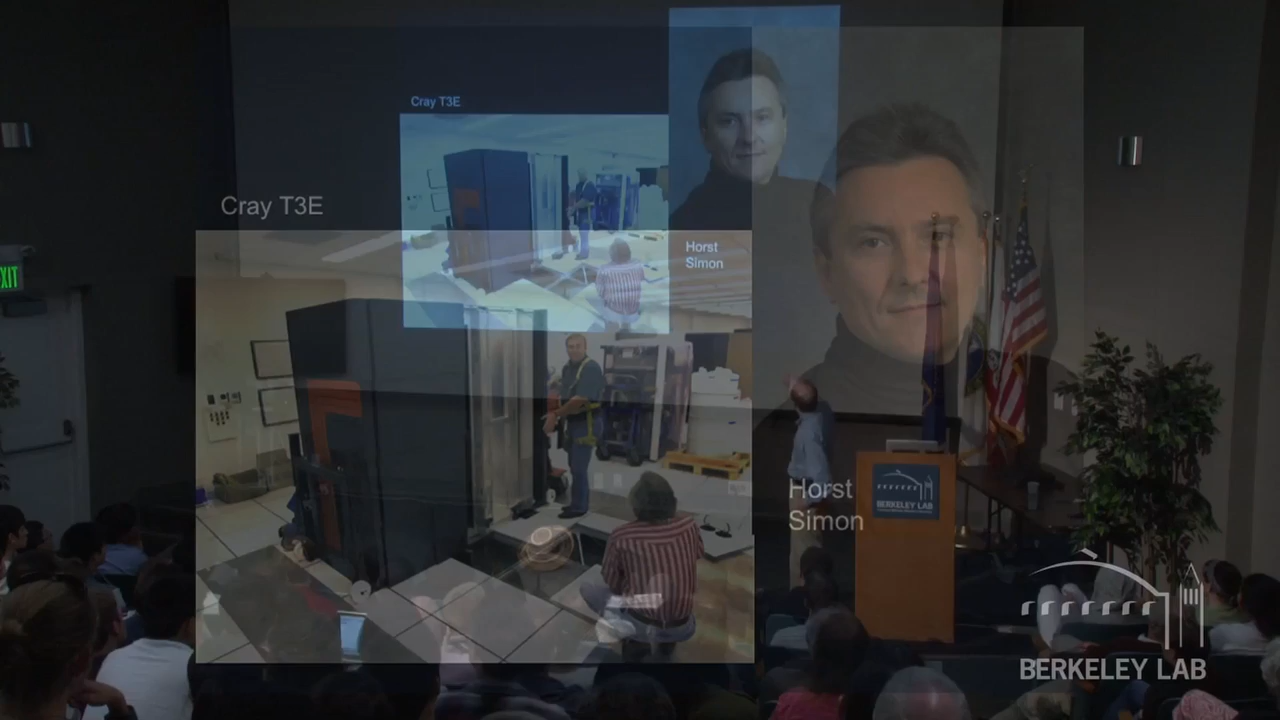 Cray T3E
Horst
Simon
Cray T3E
Horst
Simon
EXIT
BERKELEY LAB
BERKELEY LAB